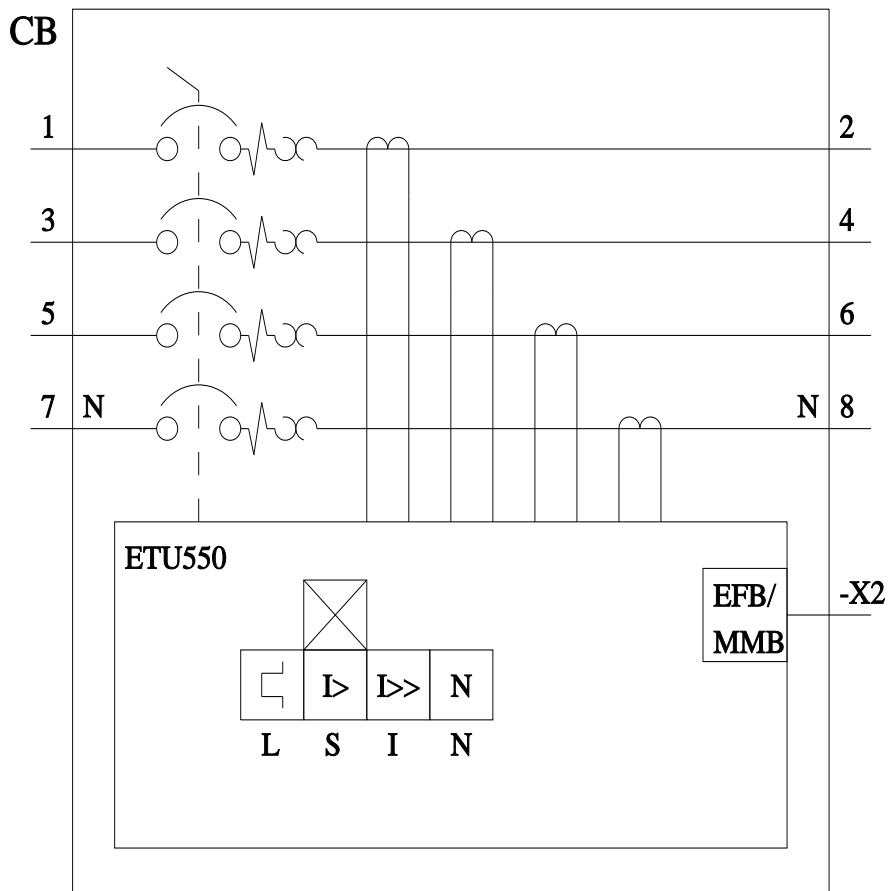 CB
1
2
3
4
5
6
7 N
N 8
ETU550
EFB/
MMB
-X2
I> I>> N
L S I N